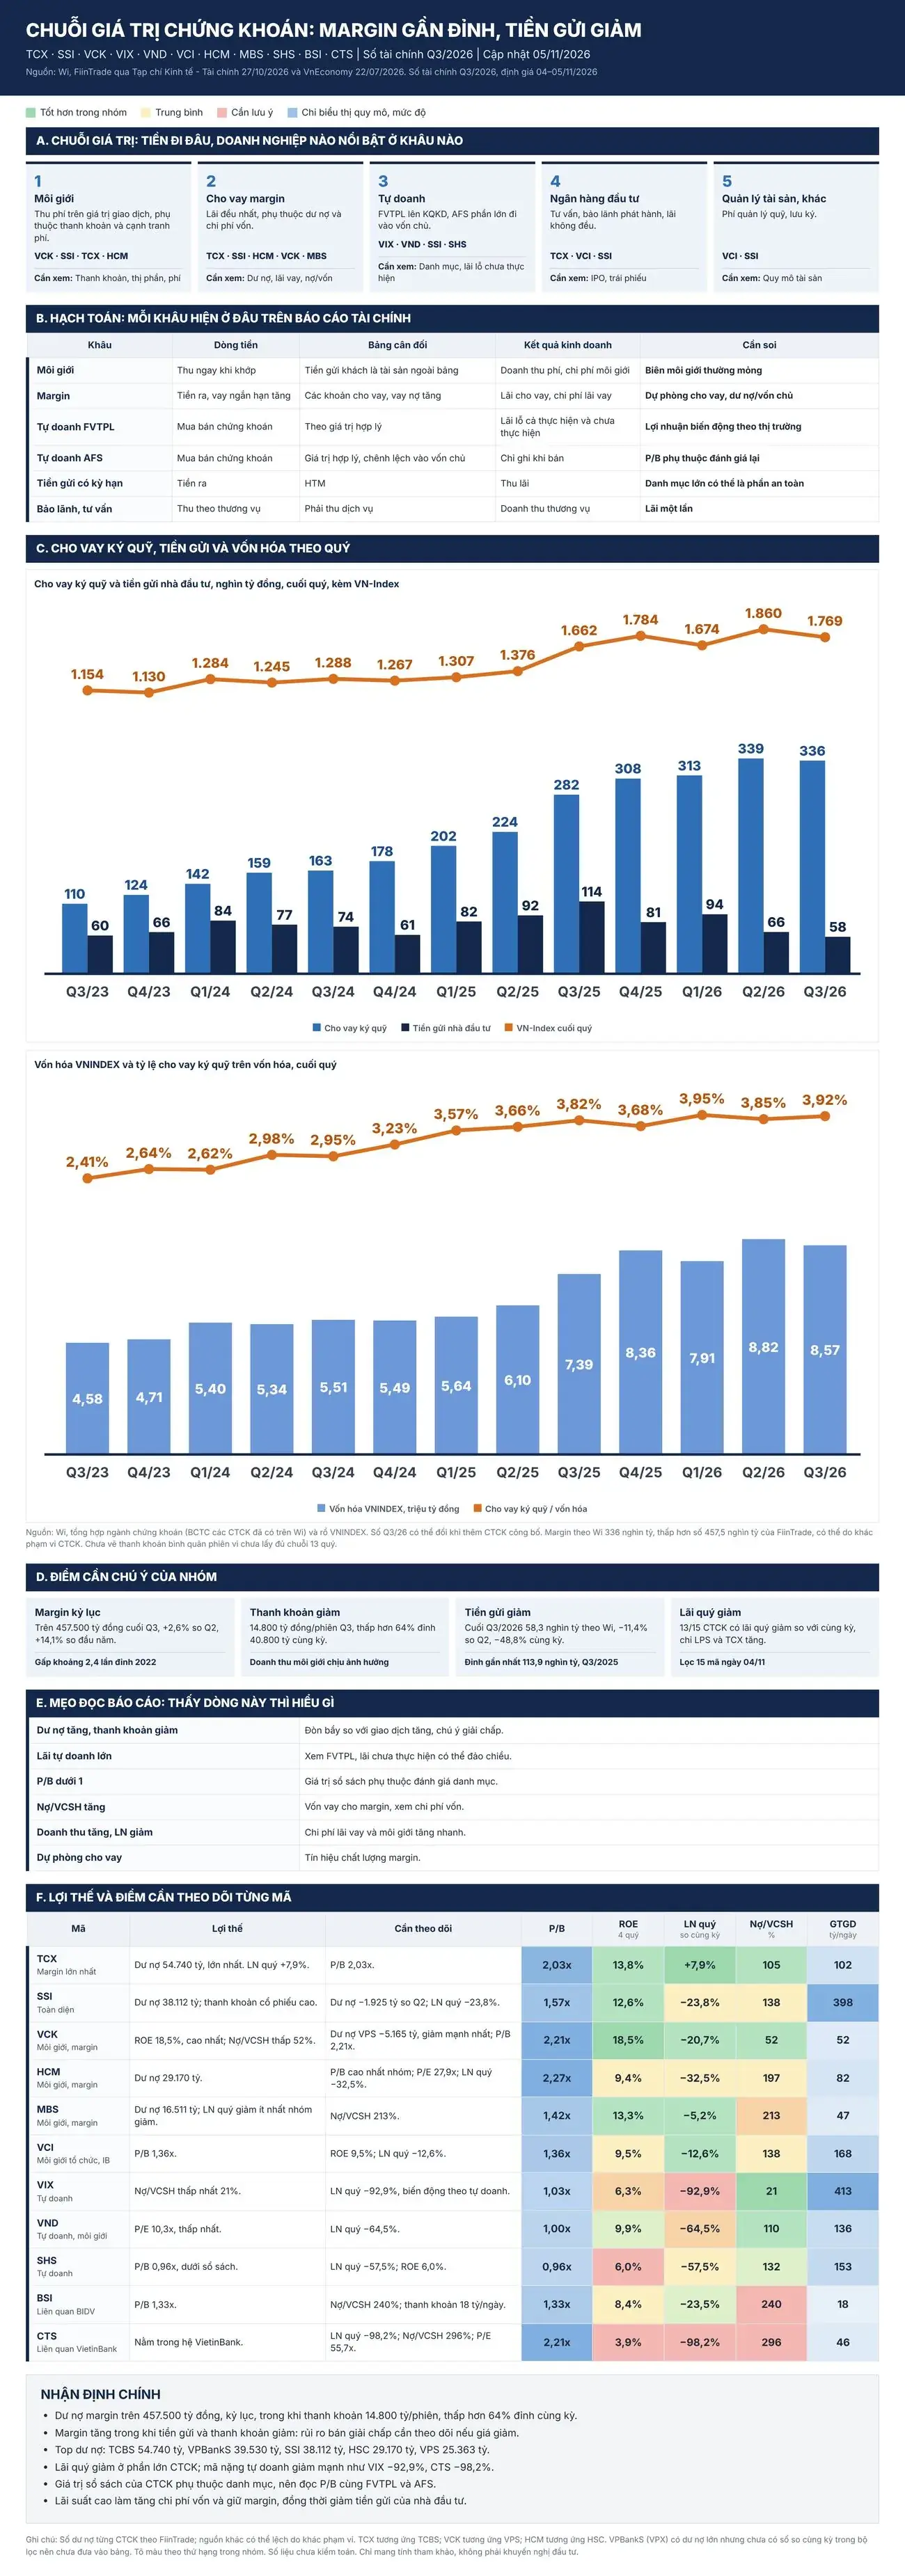 CHUỖI GIÁ TRỊ CHỨNG KHOÁN: MARGIN GẦN ĐỈNH, TIỀN GỬI GIẢM
TCX · SSI · VCK · VIX · VND · VCI · HCM · MBS · SHS · BSI · CTS | Số tài chính Q3/2026 | Cập nhật 05/11/2026
Nguồn: Wi, FiinTrade qua Tạp chí Kinh tế - Tài chính 27/10/2026 và VnEconomy 22/07/2026. Số tài chính Q3/2026, định giá 04–05/11/2026
Tốt hơn trong nhóm
Trung bình
Cần lưu ý
Chỉ biểu thị quy mô, mức độ
A. CHUỖI GIÁ TRỊ: TIỀN ĐI ĐÂU, DOANH NGHIỆP NÀO NỔI BẬT Ở KHÂU NÀO
1
Môi giới
Thu phí trên giá trị giao dịch, phụ
thuộc thanh khoản và cạnh tranh
phí.
VCK · SSI · TCX · HCM
Cần xem: Thanh khoản, thị phần, phí
2
Cho vay margin
Lãi đều nhất, phụ thuộc dư nợ và
chi phí vốn.
TCX · SSI · HCM · VCK · MBS
Cần xem: Dư nợ, lãi vay, nợ/vốn
3
Tự doanh
FVTPL lên KQKD, AFS phần lớn đi
vào vốn chủ.
VIX · VND · SSI · SHS
Cần xem: Danh mục, lãi lỗ chưa thực
hiện
4
Ngân hàng đầu tư
Tư vấn, bảo lãnh phát hành, lãi
không đều.
TCX · VCI · SSI
Cần xem: IPO, trái phiếu
5
Quản lý tài sản, khác
Phí quản lý quỹ, lưu ký.
VCI · SSI
Cần xem: Quy mô tài sản
B. HẠCH TOÁN: MỖI KHÂU HIỆN Ở ĐÂU TRÊN BÁO CÁO TÀI CHÍNH
Khâu Dòng tiền Bảng cân đối Kết quả kinh doanh Cần soi
Môi giới Thu ngay khi khớp Tiền gửi khách là tài sản ngoài bảng Doanh thu phí, chi phí môi giới Biên môi giới thường mỏng
Margin Tiền ra, vay ngắn hạn tăng Các khoản cho vay, vay nợ tăng Lãi cho vay, chi phí lãi vay Dự phòng cho vay, dư nợ/vốn chủ
Tự doanh FVTPL Mua bán chứng khoán Theo giá trị hợp lý Lãi lỗ cả thực hiện và chưa
thực hiện Lợi nhuận biến động theo thị trường
Tự doanh AFS Mua bán chứng khoán Giá trị hợp lý, chênh lệch vào vốn chủ Chỉ ghi khi bán P/B phụ thuộc đánh giá lại
Tiền gửi có kỳ hạn Tiền ra HTM Thu lãi Danh mục lớn có thể là phần an toàn
Bảo lãnh, tư vấn Thu theo thương vụ Phải thu dịch vụ Doanh thu thương vụ Lãi một lần
C. CHO VAY KÝ QUỸ, TIỀN GỬI VÀ VỐN HÓA THEO QUÝ
Cho vay ký quỹ và tiền gửi nhà đầu tư, nghìn tỷ đồng, cuối quý, kèm VN-Index
1.154 1.130 1.284 1.245 1.288 1.267 1.307 1.376 1.662 1.784 1.674 1.860 1.769
110 124 142 159 163 178 202 224 282 308 313 339 336
60 66 84 77 74 61 82 92 114 81 94 66 58
Q3/23 Q4/23 Q1/24 Q2/24 Q3/24 Q4/24 Q1/25 Q2/25 Q3/25 Q4/25 Q1/26 Q2/26 Q3/26
Cho vay ký quỹ Tiền gửi nhà đầu tư VN-Index cuối quý
Vốn hóa VNINDEX và tỷ lệ cho vay ký quỹ trên vốn hóa, cuối quý
2,41% 2,64% 2,62% 2,98% 2,95% 3,23% 3,57% 3,66% 3,82% 3,68% 3,95% 3,85% 3,92%
4,58 4,71 5,40 5,34 5,51 5,49 5,64 6,10 7,39 8,36 7,91 8,82 8,57
Q3/23 Q4/23 Q1/24 Q2/24 Q3/24 Q4/24 Q1/25 Q2/25 Q3/25 Q4/25 Q1/26 Q2/26 Q3/26
Vốn hóa VNINDEX, triệu tỷ đồng Cho vay ký quỹ / vốn hóa
Nguồn: Wi, tổng hợp ngành chứng khoán (BCTC các CTCK đã có trên Wi) và rổ VNINDEX. Số Q3/26 có thể đổi khi thêm CTCK công bố. Margin theo Wi 336 nghìn tỷ, thấp hơn số 457,5 nghìn tỷ của FiinTrade, có thể do khác
phạm vi CTCK. Chưa vẽ thanh khoản bình quân phiên vì chưa lấy đủ chuỗi 13 quý.
D. ĐIỂM CẦN CHÚ Ý CỦA NHÓM
Margin kỷ lục
Trên 457.500 tỷ đồng cuối Q3, +2,6% so Q2,
+14,1% so đầu năm.
Gấp khoảng 2,4 lần đỉnh 2022
Thanh khoản giảm
14.800 tỷ đồng/phiên Q3, thấp hơn 64% đỉnh
40.800 tỷ cùng kỳ.
Doanh thu môi giới chịu ảnh hưởng
Tiền gửi giảm
Cuối Q3/2026 58,3 nghìn tỷ theo Wi, −11,4%
so Q2, −48,8% cùng kỳ.
Đỉnh gần nhất 113,9 nghìn tỷ, Q3/2025
Lãi quý giảm
13/15 CTCK có lãi quý giảm so với cùng kỳ,
chỉ LPS và TCX tăng.
Lọc 15 mã ngày 04/11
E. MẸO ĐỌC BÁO CÁO: THẤY DÒNG NÀY THÌ HIỂU GÌ
Dư nợ tăng, thanh khoản giảm Đòn bẩy so với giao dịch tăng, chú ý giải chấp.
Lãi tự doanh lớn Xem FVTPL, lãi chưa thực hiện có thể đảo chiều.
P/B dưới 1 Giá trị sổ sách phụ thuộc đánh giá danh mục.
Nợ/VCSH tăng Vốn vay cho margin, xem chi phí vốn.
Doanh thu tăng, LN giảm Chi phí lãi vay và môi giới tăng nhanh.
Dự phòng cho vay Tín hiệu chất lượng margin.
F. LỢI THẾ VÀ ĐIỂM CẦN THEO DÕI TỪNG MÃ
Mã Lợi thế Cần theo dõi P/B ROE 4 quý LN quý so cùng kỳ Nợ/VCSH % GTGD tỷ/ngày
TCX
Margin lớn nhất Dư nợ 54.740 tỷ, lớn nhất. LN quý +7,9%. P/B 2,03x. 2,03x 13,8% +7,9% 105 102
SSI
Toàn diện Dư nợ 38.112 tỷ; thanh khoản cổ phiếu cao. Dư nợ −1.925 tỷ so Q2; LN quý −23,8%. 1,57x 12,6% −23,8% 138 398
VCK
Môi giới, margin ROE 18,5%, cao nhất; Nợ/VCSH thấp 52%. Dư nợ VPS −5.165 tỷ, giảm mạnh nhất; P/B
2,21x. 2,21x 18,5% −20,7% 52 52
HCM
Môi giới, margin Dư nợ 29.170 tỷ. P/B cao nhất nhóm; P/E 27,9x; LN quý
−32,5%. 2,27x 9,4% −32,5% 197 82
MBS
Môi giới, margin Dư nợ 16.511 tỷ; LN quý giảm ít nhất nhóm
giảm. Nợ/VCSH 213%. 1,42x 13,3% −5,2% 213 47
VCI
Môi giới tổ chức, IB P/B 1,36x. ROE 9,5%; LN quý −12,6%. 1,36x 9,5% −12,6% 138 168
VIX
Tự doanh Nợ/VCSH thấp nhất 21%. LN quý −92,9%, biến động theo tự doanh. 1,03x 6,3% −92,9% 21 413
VND
Tự doanh, môi giới P/E 10,3x, thấp nhất. LN quý −64,5%. 1,00x 9,9% −64,5% 110 136
SHS
Tự doanh P/B 0,96x, dưới sổ sách. LN quý −57,5%; ROE 6,0%. 0,96x 6,0% −57,5% 132 153
BSI
Liên quan BIDV P/B 1,33x. Nợ/VCSH 240%; thanh khoản 18 tỷ/ngày. 1,33x 8,4% −23,5% 240 18
CTS
Liên quan VietinBank Nằm trong hệ VietinBank. LN quý −98,2%; Nợ/VCSH 296%; P/E
55,7x. 2,21x 3,9% −98,2% 296 46
NHẬN ĐỊNH CHÍNH
• Dư nợ margin trên 457.500 tỷ đồng, kỷ lục, trong khi thanh khoản 14.800 tỷ/phiên, thấp hơn 64% đỉnh cùng kỳ.
• Margin tăng trong khi tiền gửi và thanh khoản giảm: rủi ro bán giải chấp cần theo dõi nếu giá giảm.
• Top dư nợ: TCBS 54.740 tỷ, VPBankS 39.530 tỷ, SSI 38.112 tỷ, HSC 29.170 tỷ, VPS 25.363 tỷ.
• Lãi quý giảm ở phần lớn CTCK; mã nặng tự doanh giảm mạnh như VIX −92,9%, CTS −98,2%.
• Giá trị sổ sách của CTCK phụ thuộc danh mục, nên đọc P/B cùng FVTPL và AFS.
• Lãi suất cao làm tăng chi phí vốn và giữ margin, đồng thời giảm tiền gửi của nhà đầu tư.
Ghi chú: Số dư nợ từng CTCK theo FiinTrade; nguồn khác có thể lệch do khác phạm vi. TCX tương ứng TCBS; VCK tương ứng VPS; HCM tương ứng HSC. VPBankS (VPX) có dư nợ lớn nhưng chưa có số so cùng kỳ trong bộ
lọc nên chưa đưa vào bảng. Tô màu theo thứ hạng trong nhóm. Số liệu chưa kiểm toán. Chỉ mang tính tham khảo, không phải khuyến nghị đầu tư.